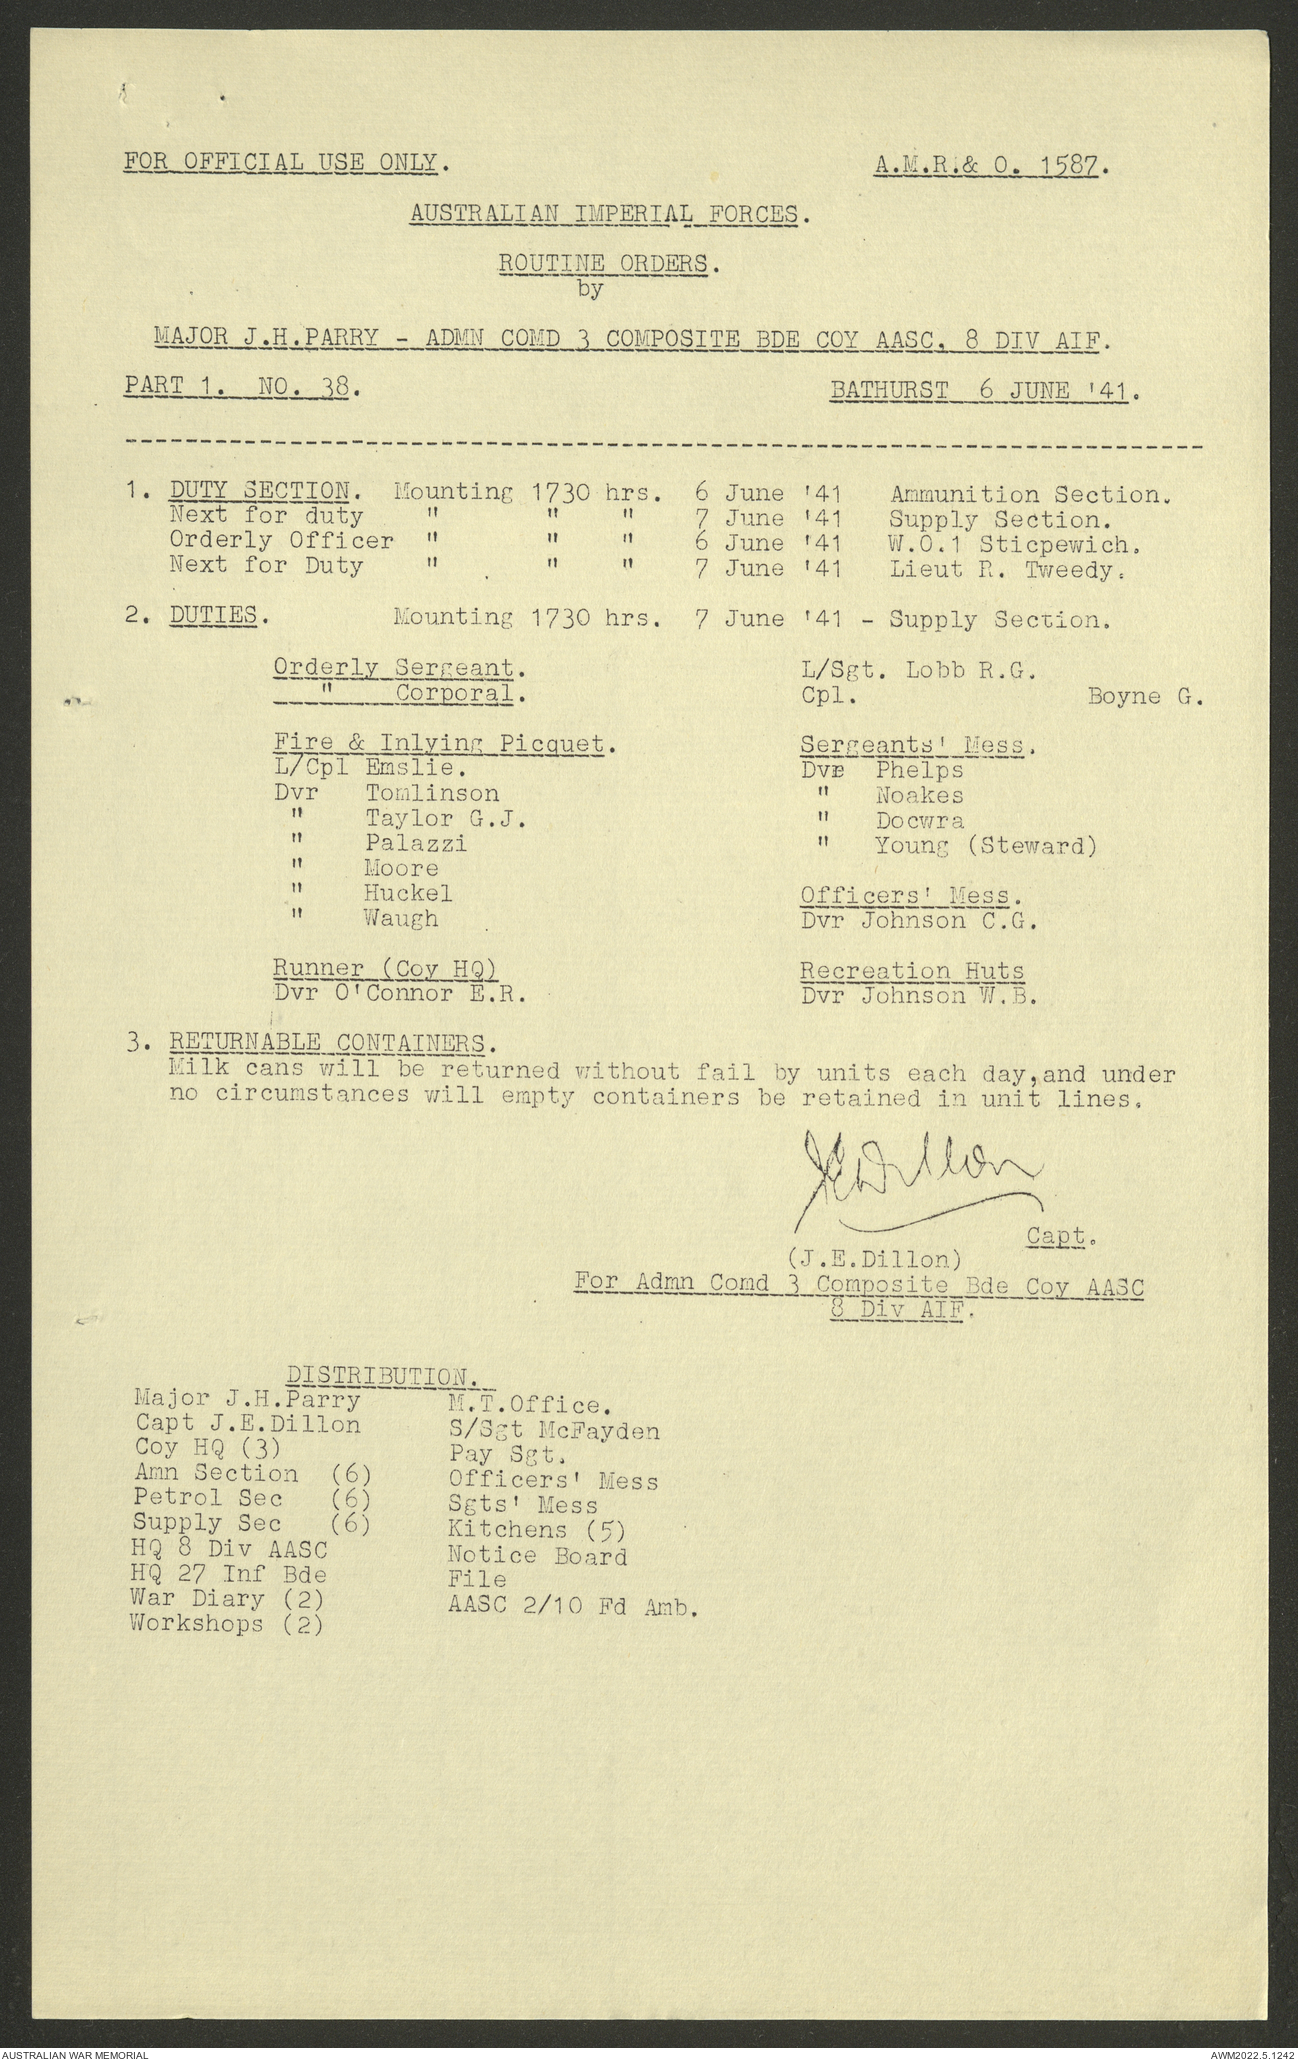 FOR OFFICIAL USE ONLY. A.M.R.& O. 1587.
AUSTRALIAN IMPERIAL FORCES.
ROUTINE ORDERS.
by
MAJOR J.H.PARRY - ADMN COMD 3 COMPOSITE BDE COY AASC, 8 DIV AIF.
PART 1. NO. 38. BATHURST 6 JUNE '41.
1. DUTY SECTION. Mounting 1730 hrs. 6 June '41 Ammunition Section.
Next for duty " " " 7 June '41 Supply Section.
Orderly Officer " " " 6 June '41 W.O.1 Sticpewich.
Next for Duty " " " 7 June '41 Lieut R. Tweedy.
2. DUTIES. Mounting 1730 hrs. 7 June '41 - Supply Section.
Orderly Sergeant. L/Sgt. Lobb R.G.
" Corporal. Cpl. Boyne G.
Fire & Inlying Picquet.
L/Cpl Emslie.
Dvr Tomlinson
" Taylor G.J.
" Palazzi
" Moore
" Huckel
" Waugh
Sergeants' Mess.
Dvr Phelps
" Noakes
" Docwra
" Young (Steward)
Officers' Mess.
Dvr Johnson C.G.
Runner (Coy HQ)
Dvr O'Connor E.R.
Recreation Huts
Dvr Johnson W.B.
3. RETURNABLE CONTAINERS.
Milk cans will be returned without fail by units each day,and under
no circumstances will empty containers be retained in unit lines.
JEDillon
Capt.
(J.E.Dillon)
For Admn Comd 3 Composite Bde Coy AASC
8 Div AIF.
DISTRIBUTION.
Major J.H.Parry
Capt J.E.Dillon
Coy HQ (3)
Amn Section (6)
Petrol Sec (6)
Supply Sec (6)
HQ 8 Div AASC
HQ 27 Inf Bde
War Diary (2)
Workshops (2)
M.T.Office.
S/Sgt McFayden
Pay Sgt.
Officers' Mess
Sgts' Mess
Kitchens (5)
Notice Board
File
AASC 2/10 Fd Amb.
AUSTRALIAN WAR MEMORIAL AWM2022.5.1242